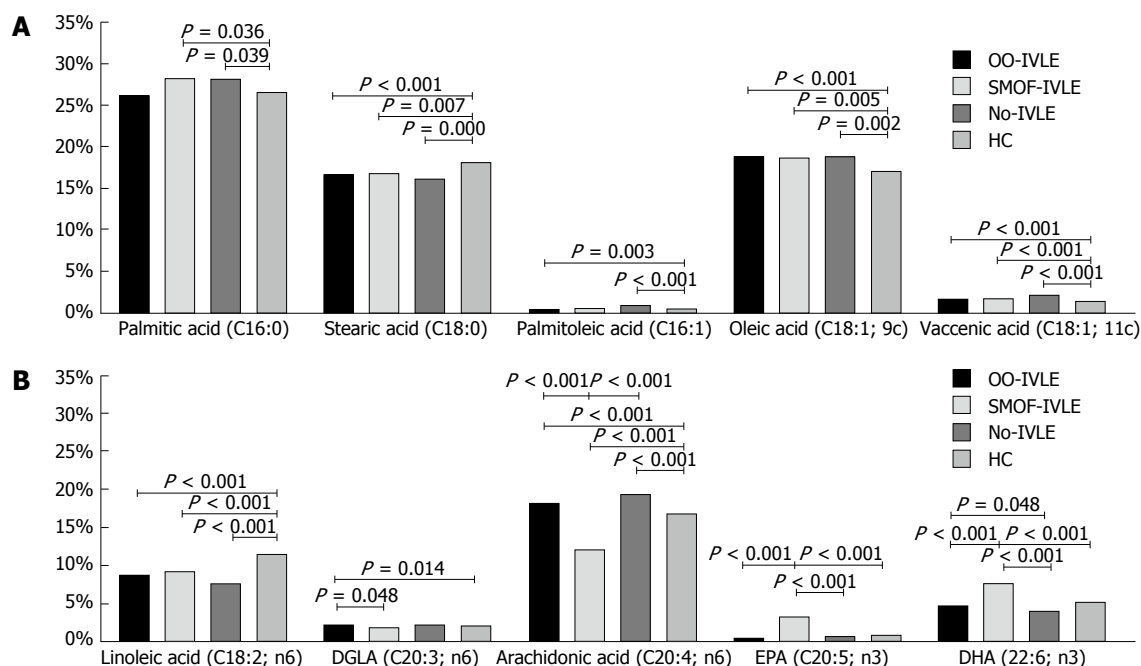 A
35%
30%
25%
20%
15%
10%
5%
0%
P = 0.036
P = 0.039
P < 0.001
P = 0.007
P = 0.000
P = 0.003
P < 0.001
P < 0.001
P = 0.005
P = 0.002
P < 0.001
P < 0.001
P < 0.001
OO-IVLE
SMOF-IVLE
No-IVLE
HC
Palmitic acid (C16:0) Stearic acid (C18:0) Palmitoleic acid (C16:1) Oleic acid (C18:1; 9c) Vaccenic acid (C18:1; 11c)
B
35%
30%
25%
20%
15%
10%
5%
0%
P < 0.001
P < 0.001
P < 0.001
P = 0.014
P = 0.048
P < 0.001 P < 0.001
P < 0.001
P < 0.001
P < 0.001
P < 0.001 P < 0.001
P < 0.001
P = 0.048
P < 0.001 P < 0.001
P < 0.001
OO-IVLE
SMOF-IVLE
No-IVLE
HC
Linoleic acid (C18:2; n6) DGLA (C20:3; n6) Arachidonic acid (C20:4; n6) EPA (C20:5; n3) DHA (22:6; n3)